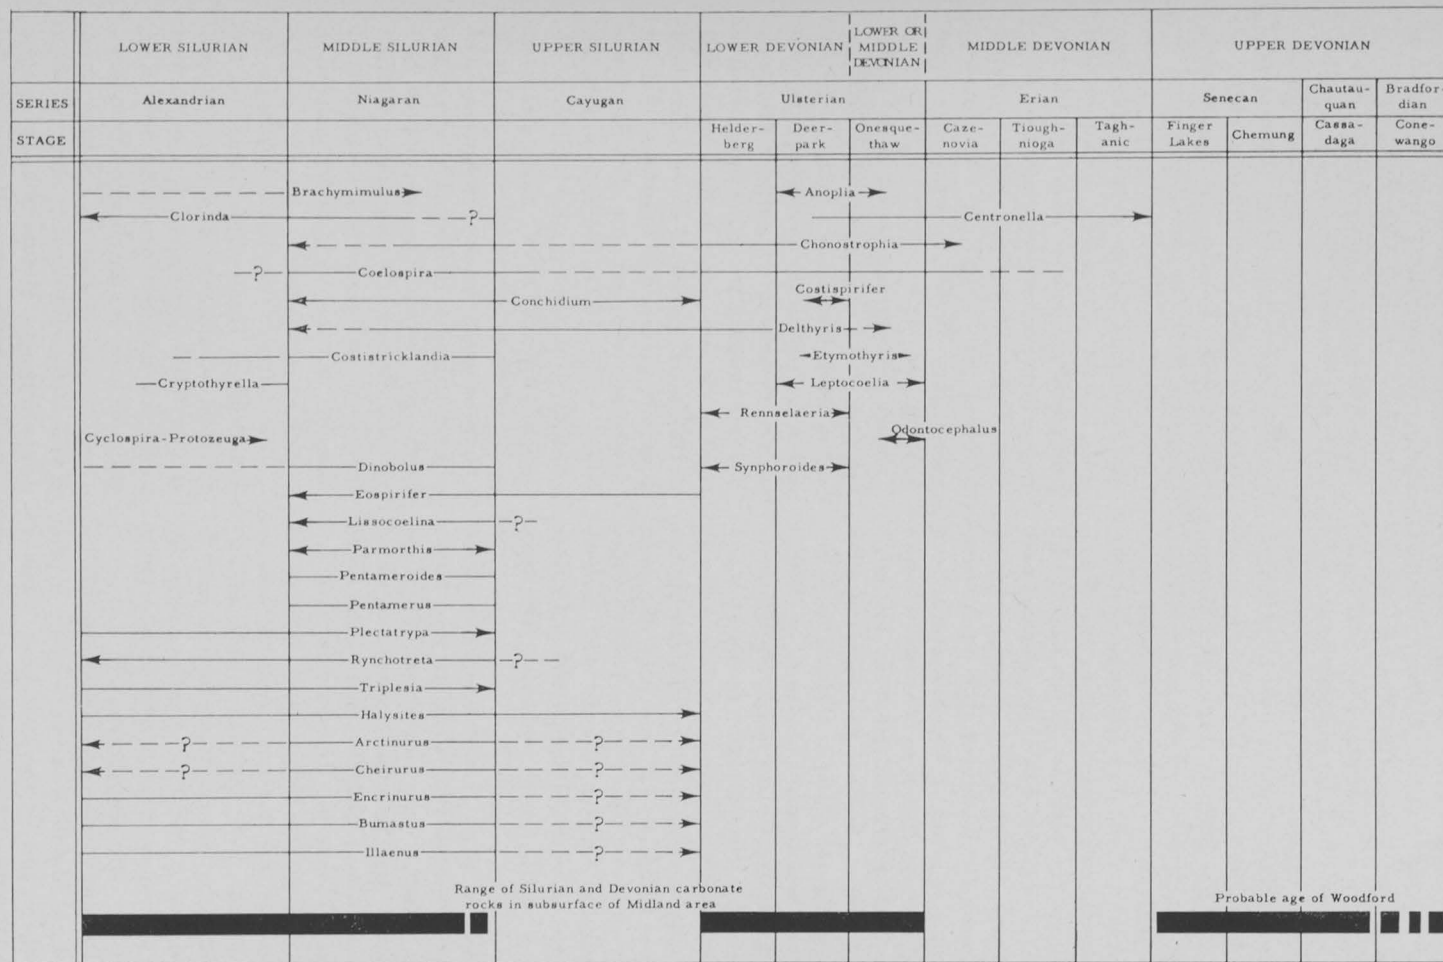 LOWER SILURIAN MIDDLE SILURIAN UPPER SILURIAN LOWER DEVONIAN LOWER OR MIDDLE DEVONIAN MIDDLE DEVONIAN UPPER DEVONIAN
SERIES Alexandrian Niagaran Cayugan Ulsterian Erian Senecan Chautau-quan Bradfor-dian
STAGE Helder-berg Deer-park Onesque-thaw Caze-novia Tiough-nioga Tagh-anic Finger Lakes Chemung Cassa-daga Cone-wango
Brachymimulus Anoplia
Clorinda ? Centronella
Chonostrophia
? Coelospira
Costispirifer
Conchidium
Delthyris
Costistricklandia Etymothyris
Cryptothyrella Leptocoelia
Rennselaeria
Odontocephalus
Cyclospira-Protozeuga
Dinobolus Synphoroides
Eospirifer
Lissocoelina ?
Parmorthis
Pentameroides
Pentamerus
Plectatrypa
Rynchotreta ?
Triplesia
Halysites
? Arctinurus ?
? Cheirurus ?
Encrinurus ?
Bumastus ?
Illaenus ?
Range of Silurian and Devonian carbonate
rocks in subsurface of Midland area
Probable age of Woodford